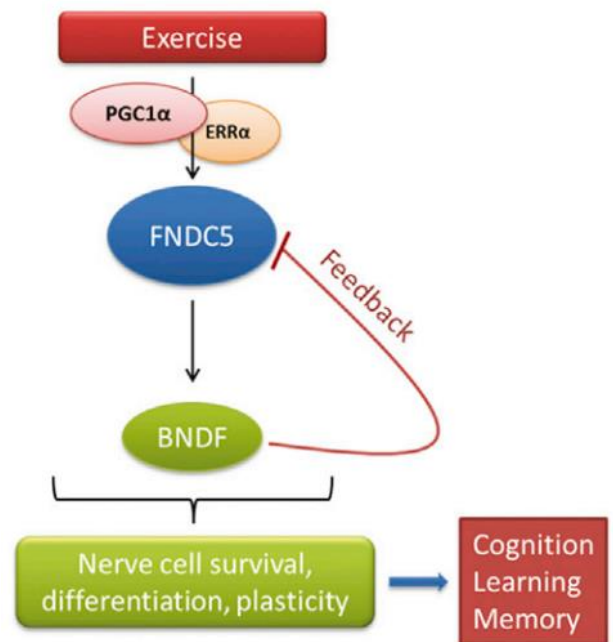 Exercise
PGC1α
ERRα
FNDC5
Feedback
BNDF
Nerve cell survival,
differentiation, plasticity
Cognition
Learning
Memory